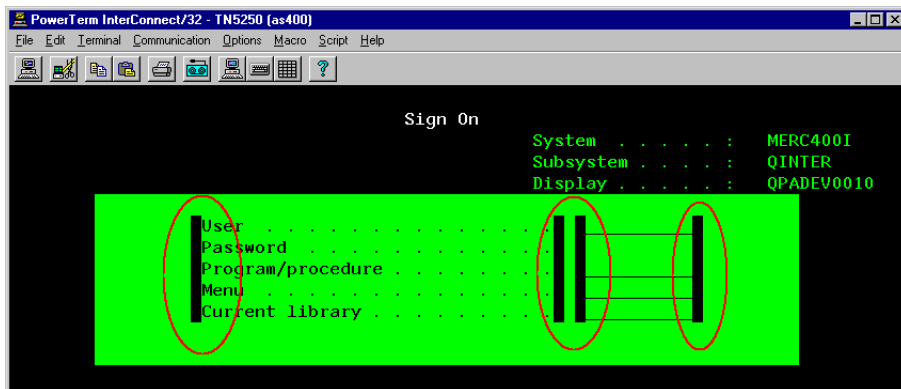 PowerTerm InterConnect/32 - TN5250 (as400)
File Edit Terminal Communication Options Macro Script Help
Sign On
System . . . . . : MERC400I
Subsystem . . . . : QINTER
Display . . . . . : QPADEV0010
User . . . . . . . . . . . . . .
Password . . . . . . . . . . . .
Program/procedure . . . . . . . .
Menu . . . . . . . . . . . . . .
Current library . . . . . . . . .